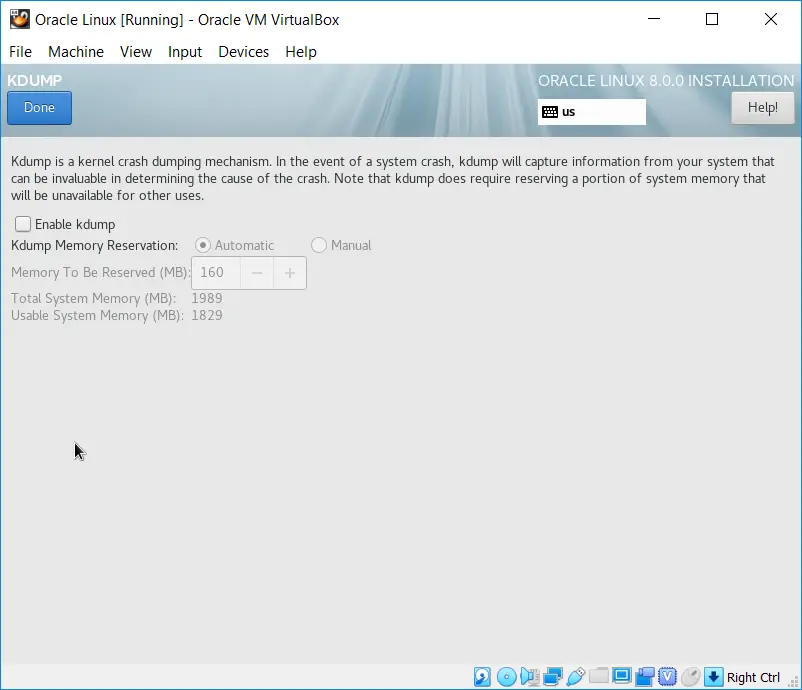 Oracle Linux [Running] - Oracle VM VirtualBox
File Machine View Input Devices Help
KDUMP
ORACLE LINUX 8.0.0 INSTALLATION
Done
us
Help!
Kdump is a kernel crash dumping mechanism. In the event of a system crash, kdump will capture information from your system that
can be invaluable in determining the cause of the crash. Note that kdump does require reserving a portion of system memory that
will be unavailable for other uses.
Enable kdump
Kdump Memory Reservation: Automatic Manual
Memory To Be Reserved (MB): 160 − +
Total System Memory (MB): 1989
Usable System Memory (MB): 1829
Right Ctrl